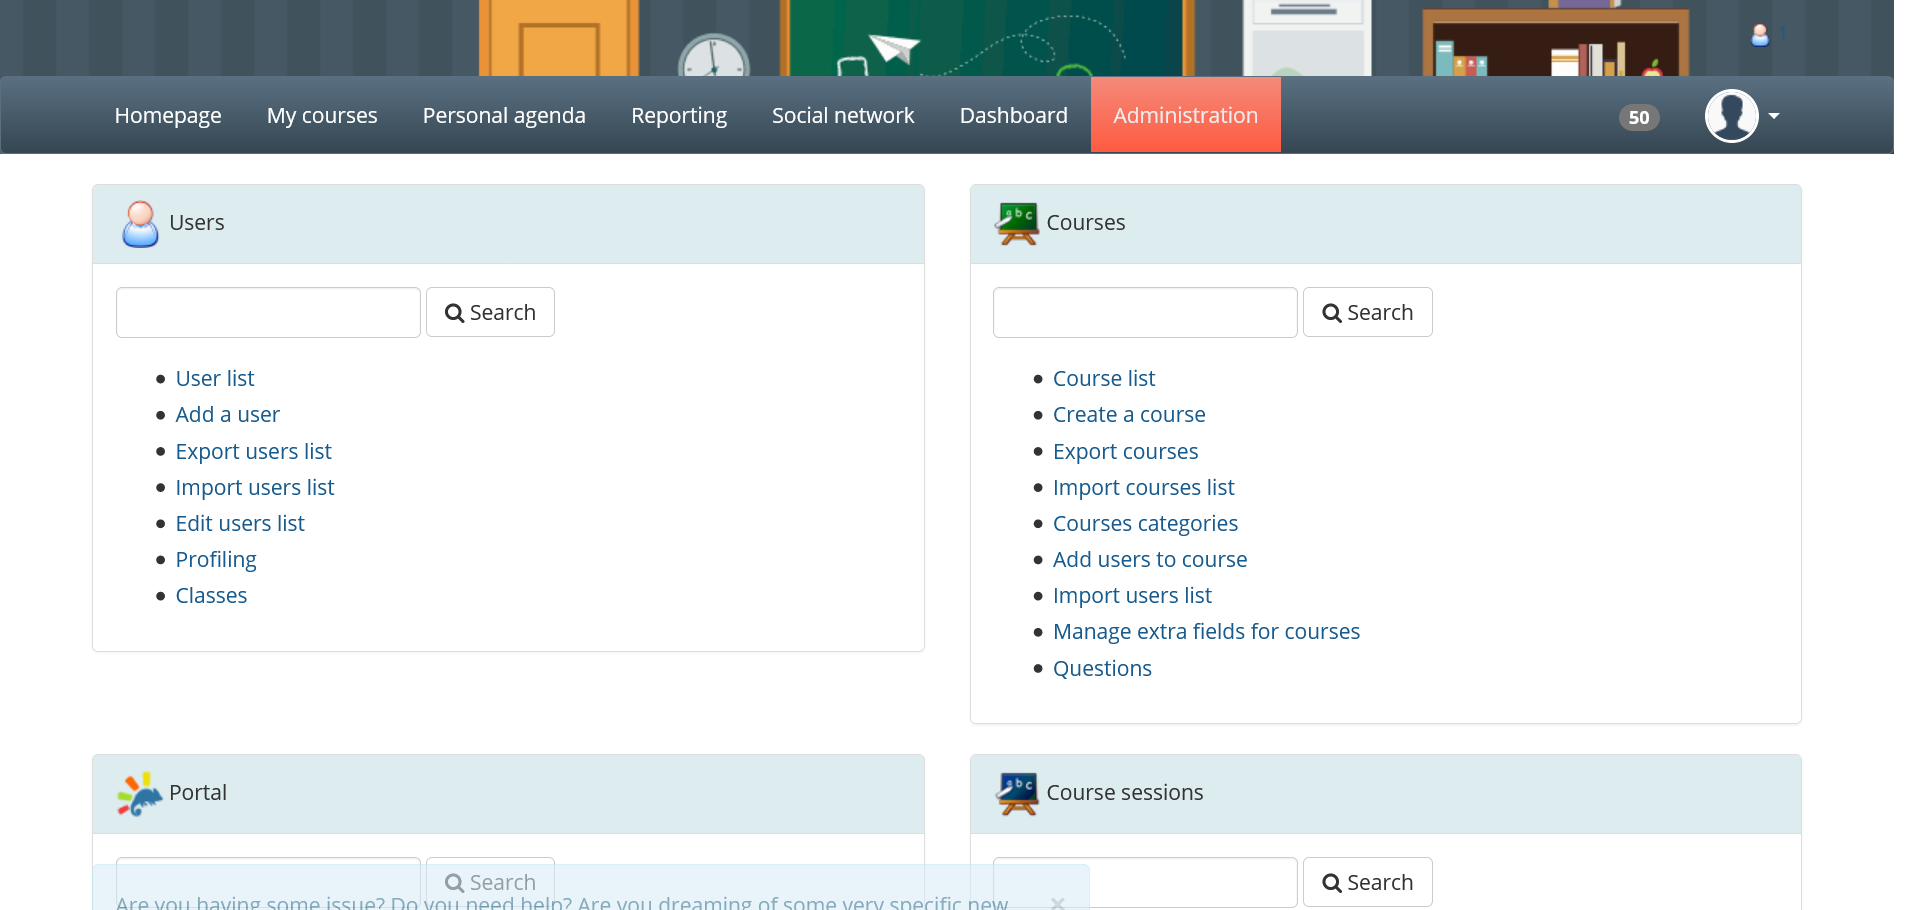 1
Homepage My courses Personal agenda Reporting Social network Dashboard Administration 50
Users
Search
User list
Add a user
Export users list
Import users list
Edit users list
Profiling
Classes
abc Courses
Search
Course list
Create a course
Export courses
Import courses list
Courses categories
Add users to course
Import users list
Manage extra fields for courses
Questions
Portal
Search
abc Course sessions
Search
Are you having some issue? Do you need help? Are you dreaming of some very specific new ×